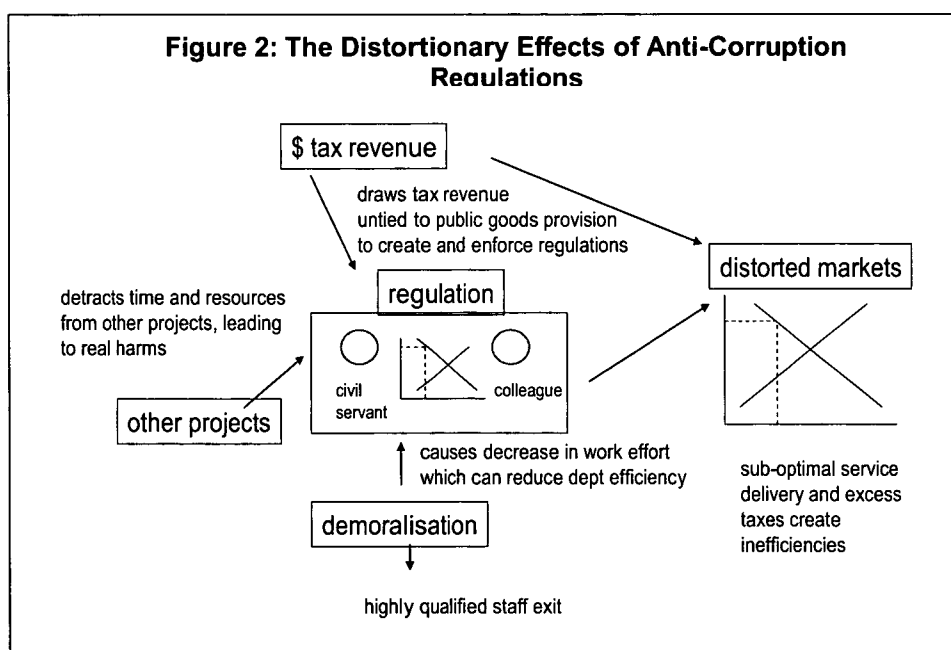 Figure 2: The Distortionary Effects of Anti-Corruption
Regulations
$ tax revenue
draws tax revenue
untied to public goods provision
to create and enforce regulations
distorted markets
detracts time and resources
from other projects, leading
to real harms
regulation
civil
servant
colleague
other projects
causes decrease in work effort
which can reduce dept efficiency
demoralisation
sub-optimal service
delivery and excess
taxes create
inefficiencies
highly qualified staff exit